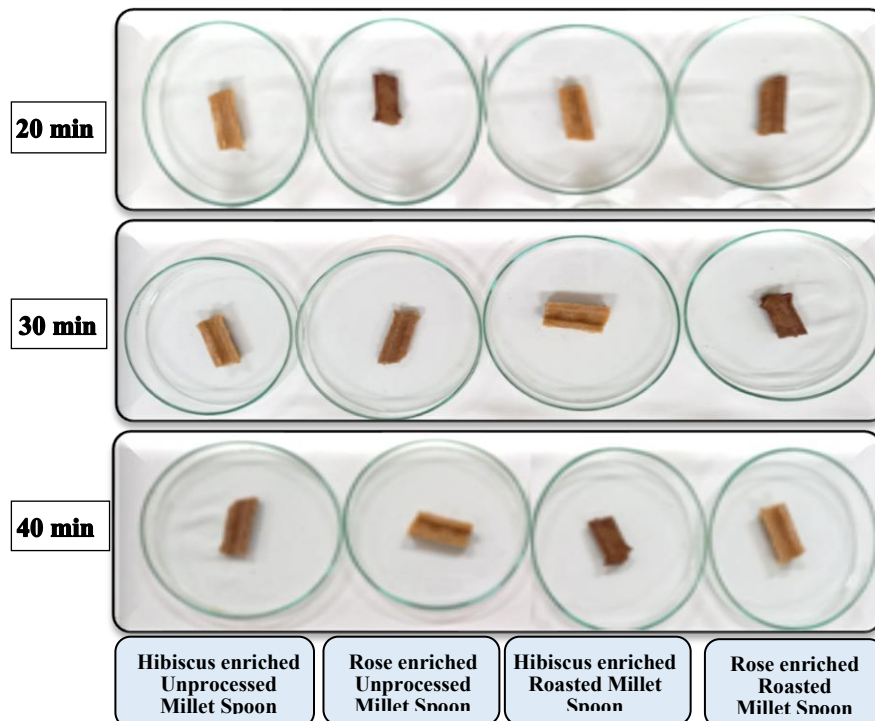 20 min
30 min
40 min
Hibiscus enriched
Unprocessed
Millet Spoon
Rose enriched
Unprocessed
Millet Spoon
Hibiscus enriched
Roasted Millet
Spoon
Rose enriched
Roasted
Millet Spoon